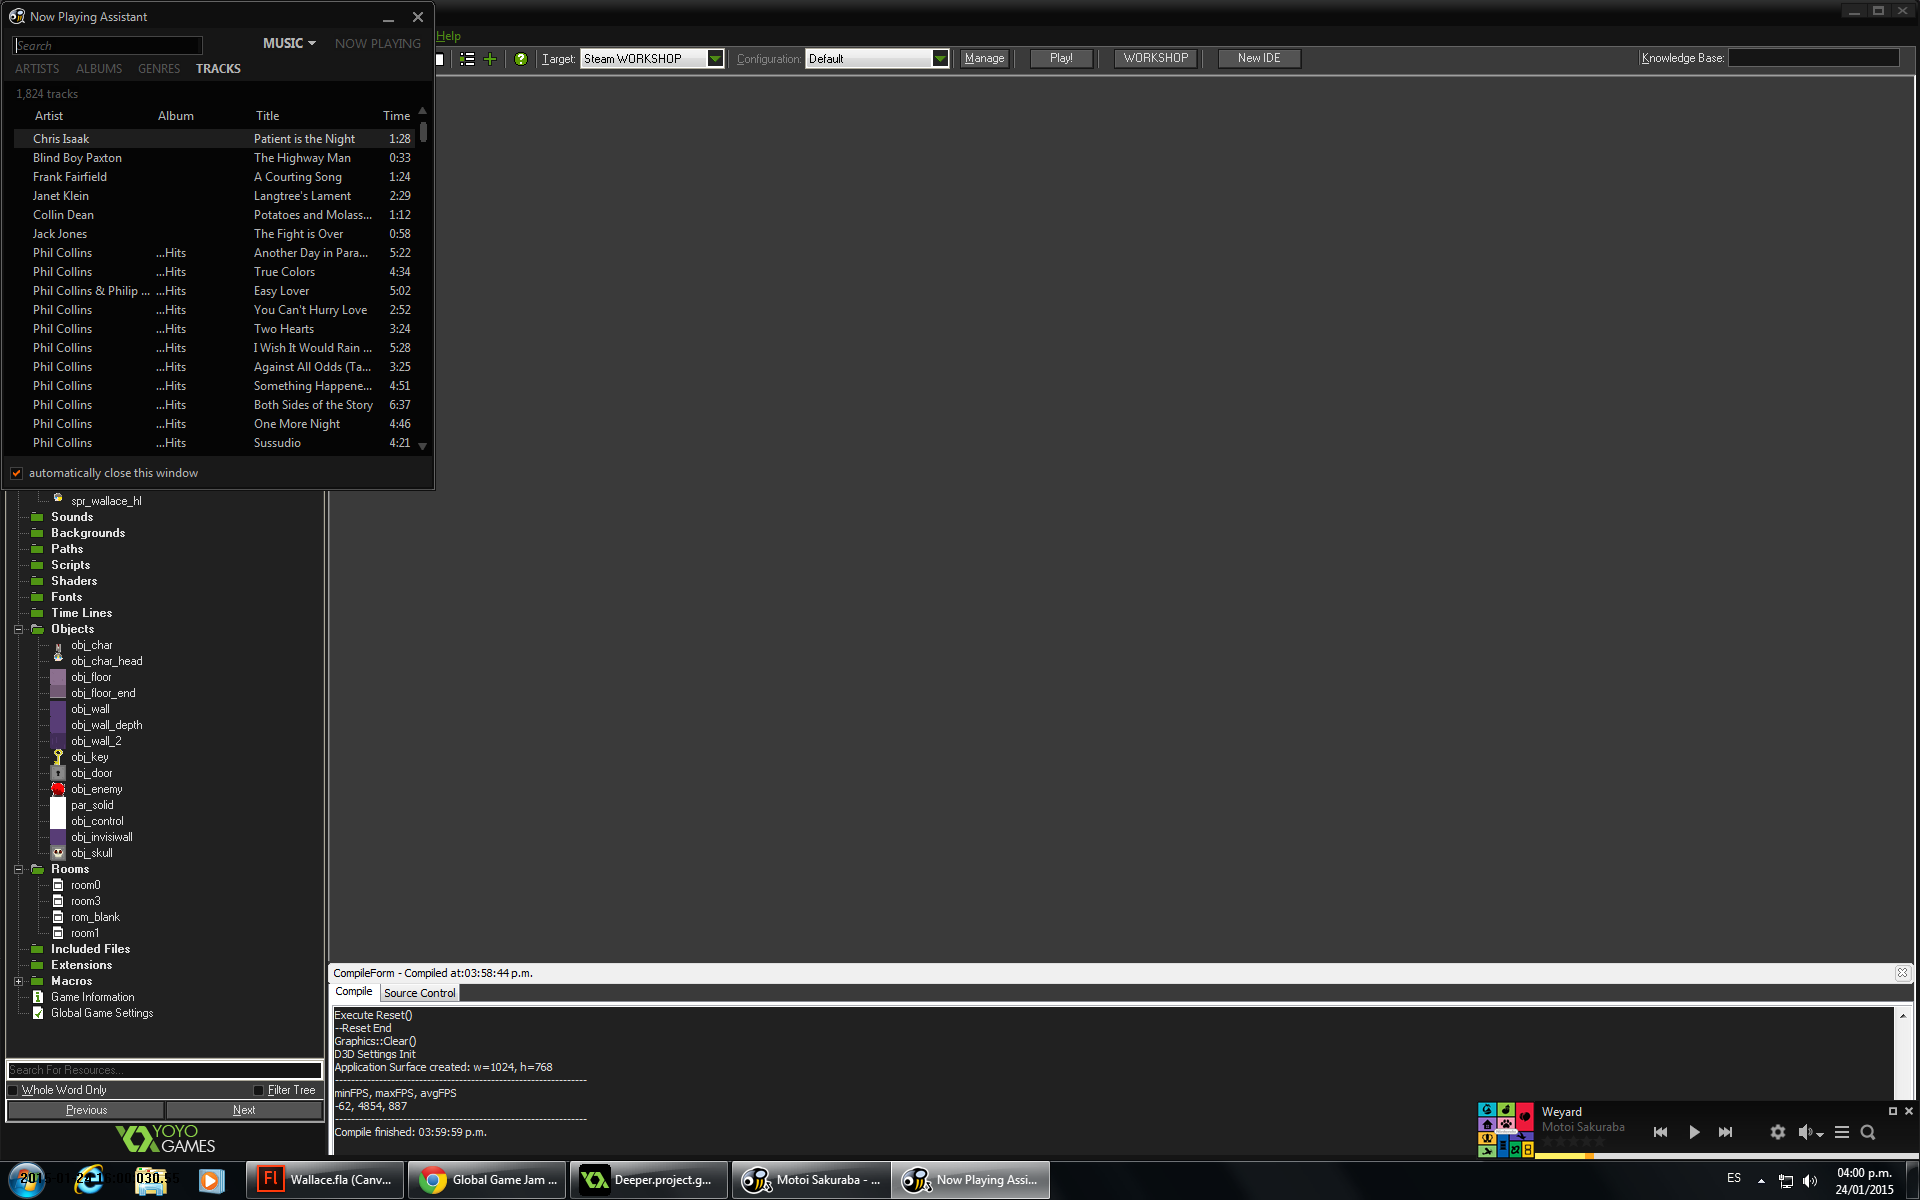 Now Playing Assistant
Search
MUSIC
NOW PLAYING
ARTISTS ALBUMS GENRES TRACKS
1,824 tracks
Artist Album Title Time
Chris Isaak Patient is the Night 1:28
Blind Boy Paxton The Highway Man 0:33
Frank Fairfield A Courting Song 1:24
Janet Klein Langtree's Lament 2:29
Collin Dean Potatoes and Molass... 1:12
Jack Jones The Fight is Over 0:58
Phil Collins ...Hits Another Day in Para... 5:22
Phil Collins ...Hits True Colors 4:34
Phil Collins & Philip ... ...Hits Easy Lover 5:02
Phil Collins ...Hits You Can't Hurry Love 2:52
Phil Collins ...Hits Two Hearts 3:24
Phil Collins ...Hits I Wish It Would Rain ... 5:28
Phil Collins ...Hits Against All Odds (Ta... 3:25
Phil Collins ...Hits Something Happene... 4:51
Phil Collins ...Hits Both Sides of the Story 6:37
Phil Collins ...Hits One More Night 4:46
Phil Collins ...Hits Sussudio 4:21
automatically close this window
Help
Target: Steam WORKSHOP Configuration: Default Manage Play! WORKSHOP New IDE Knowledge Base:
spr_wallace_hl
Sounds
Backgrounds
Paths
Scripts
Shaders
Fonts
Time Lines
Objects
obj_char
obj_char_head
obj_floor
obj_floor_end
obj_wall
obj_wall_depth
obj_wall_2
obj_key
obj_door
obj_enemy
par_solid
obj_control
obj_invisiwall
obj_skull
Rooms
room0
room3
rom_blank
room1
Included Files
Extensions
Macros
Game Information
Global Game Settings
Search For Resources...
Whole Word Only Filter Tree
Previous Next
YOYO
GAMES
CompileForm - Compiled at:03:58:44 p.m.
Compile Source Control
Execute Reset()
--Reset End
Graphics::Clear()
D3D Settings Init
Application Surface created: w=1024, h=768
minFPS, maxFPS, avgFPS
-62, 4854, 887
Compile finished: 03:59:59 p.m.
Weyard
Motoi Sakuraba
Fl Wallace.fla (Canv... Global Game Jam ... Deeper.project.g... Motoi Sakuraba - ... Now Playing Assi...
ES
04:00 p.m.
24/01/2015